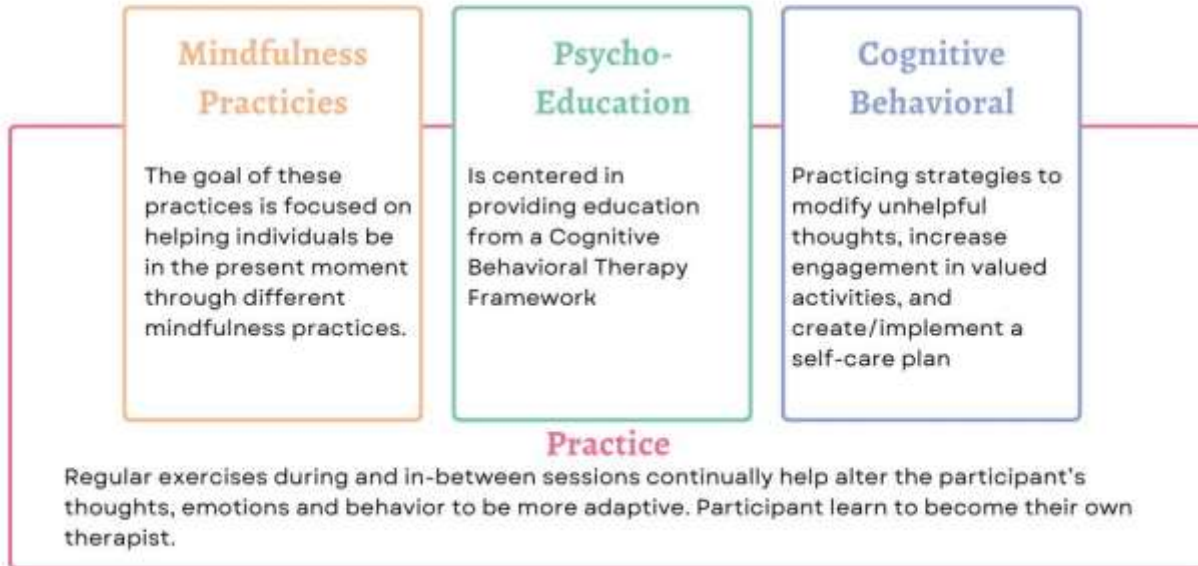 Mindfulness
Practicies
The goal of these
practices is focused on
helping individuals be
in the present moment
through different
mindfulness practices.
Psycho-
Education
Is centered in
providing education
from a Cognitive
Behavioral Therapy
Framework
Cognitive
Behavioral
Practicing strategies to
modify unhelpful
thoughts, increase
engagement in valued
activities, and
create/implement a
self-care plan
Practice
Regular exercises during and in-between sessions continually help alter the participant's
thoughts, emotions and behavior to be more adaptive. Participant learn to become their own
therapist.